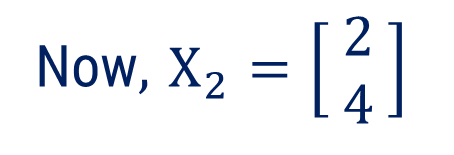 Now, X₂ = [2
4]